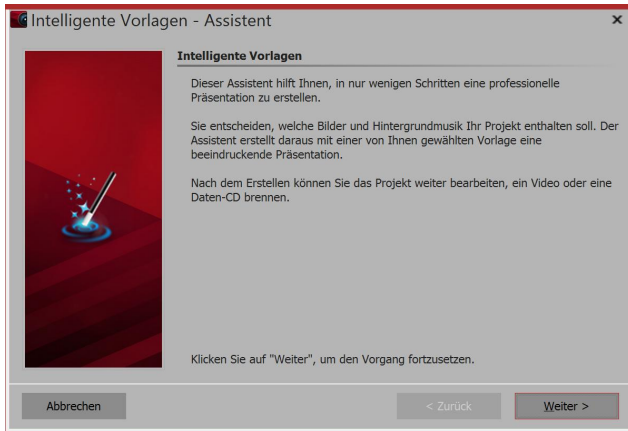 Intelligente Vorlagen - Assistent
Intelligente Vorlagen
Dieser Assistent hilft Ihnen, in nur wenigen Schritten eine professionelle
Präsentation zu erstellen.
Sie entscheiden, welche Bilder und Hintergrundmusik Ihr Projekt enthalten soll. Der
Assistent erstellt daraus mit einer von Ihnen gewählten Vorlage eine
beeindruckende Präsentation.
Nach dem Erstellen können Sie das Projekt weiter bearbeiten, ein Video oder eine
Daten-CD brennen.
Klicken Sie auf "Weiter", um den Vorgang fortzusetzen.
Abbrechen
< Zurück
Weiter >